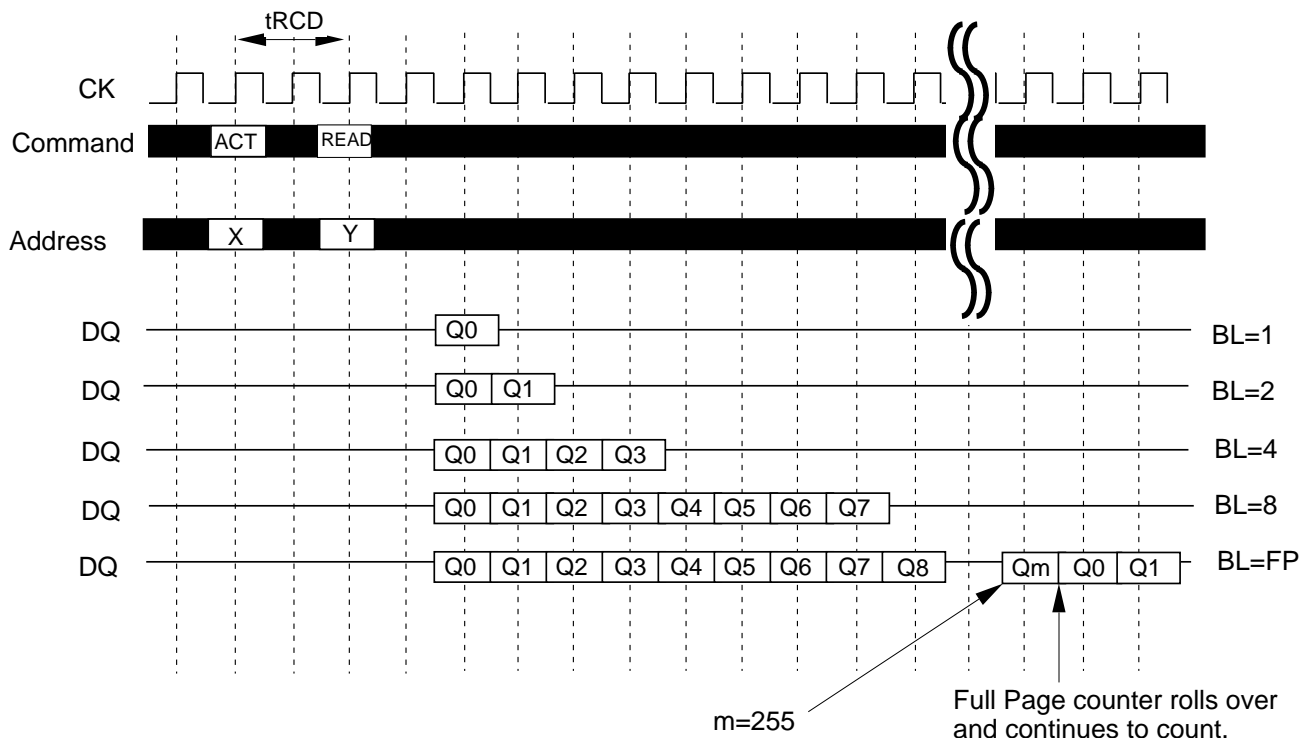 tRCD
CK
Command ACT READ
Address X Y
DQ Q0 BL=1
DQ Q0 Q1 BL=2
DQ Q0 Q1 Q2 Q3 BL=4
DQ Q0 Q1 Q2 Q3 Q4 Q5 Q6 Q7 BL=8
DQ Q0 Q1 Q2 Q3 Q4 Q5 Q6 Q7 Q8 Qm Q0 Q1 BL=FP
m=255
Full Page counter rolls over
and continues to count.